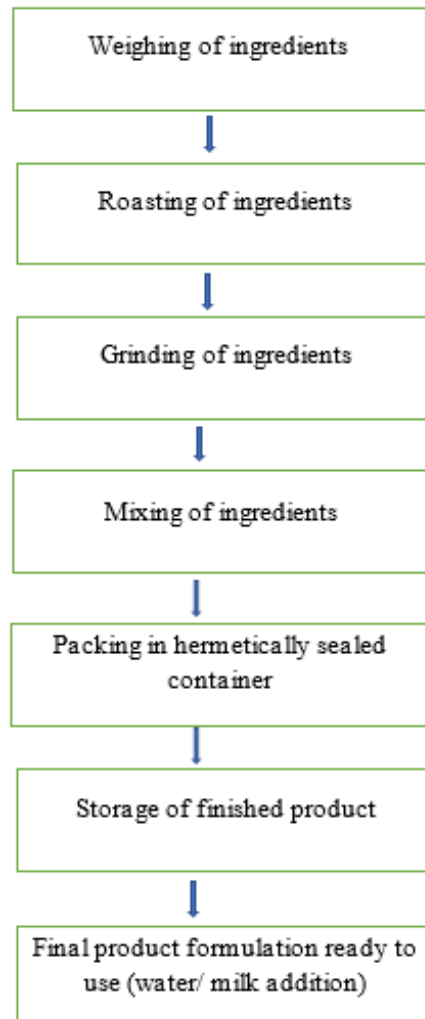 Weighing of ingredients
Roasting of ingredients
Grinding of ingredients
Mixing of ingredients
Packing in hermetically sealed
container
Storage of finished product
Final product formulation ready to
use (water/ milk addition)